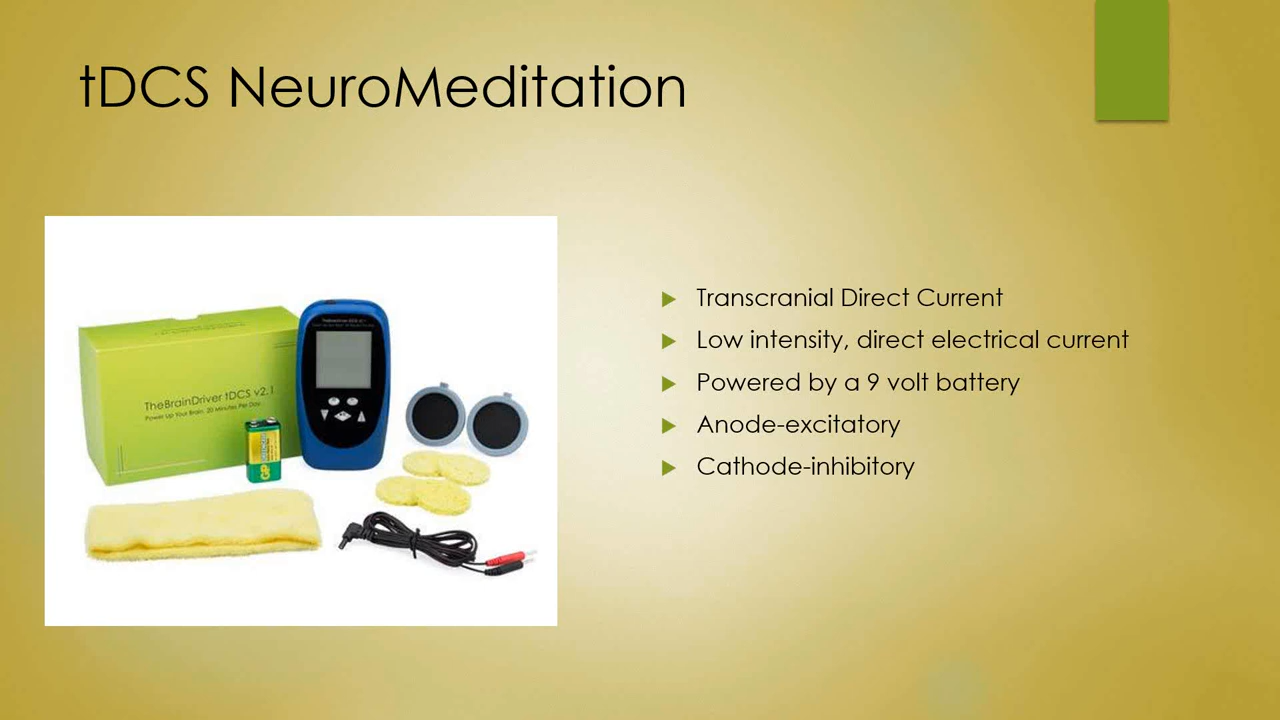 tDCS NeuroMeditation
TheBrainDriver tDCS v2.1
Power Up Your Brain, 20 Minutes Per Day
GP
Transcranial Direct Current
Low intensity, direct electrical current
Powered by a 9 volt battery
Anode-excitatory
Cathode-inhibitory